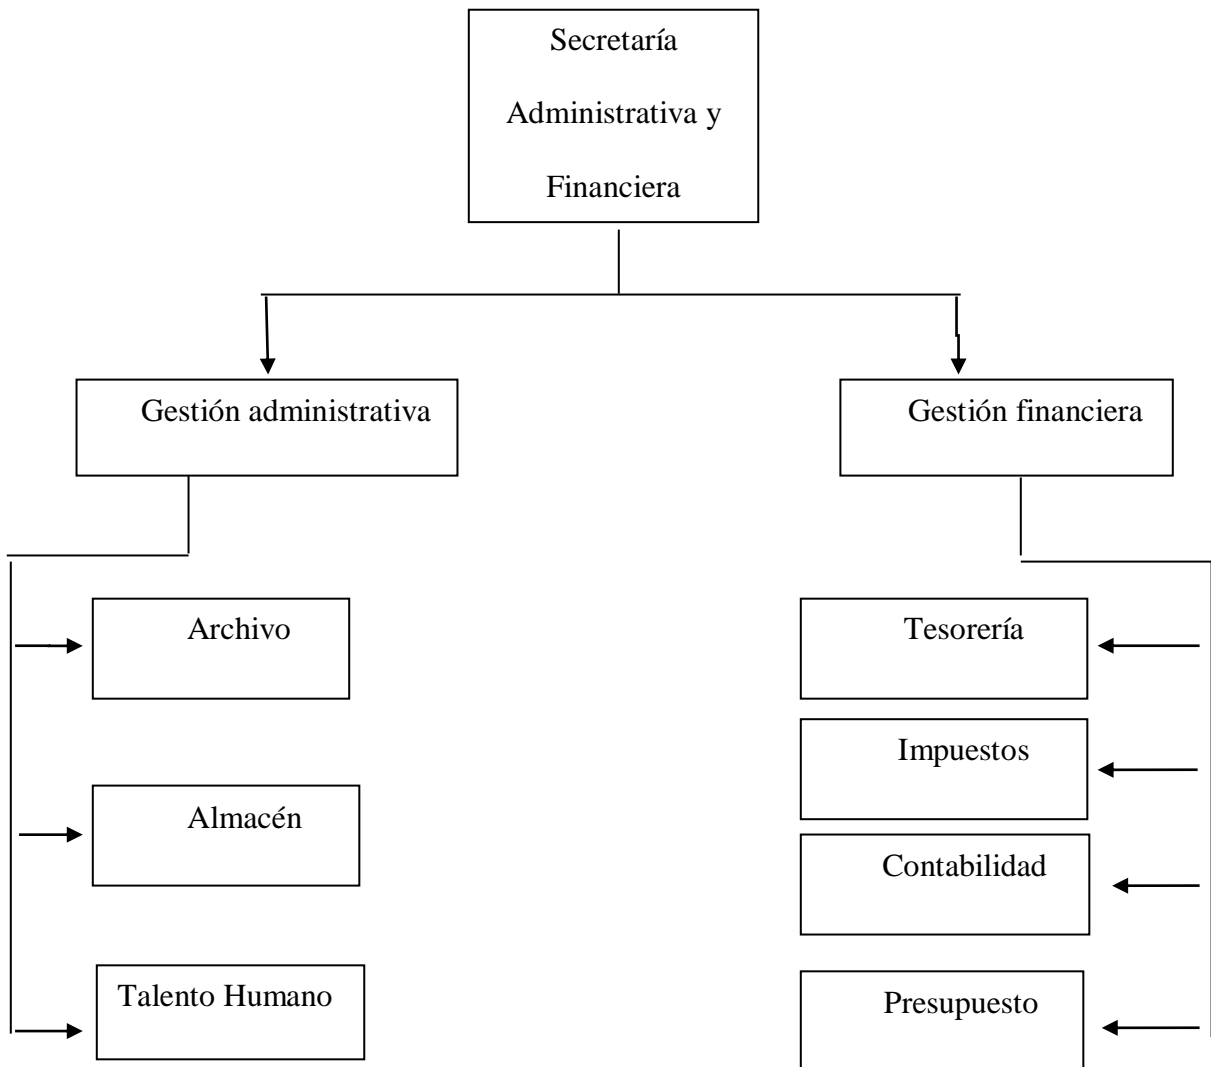 Secretaría
Administrativa y
Financiera
Gestión administrativa
Gestión financiera
Archivo
Almacén
Talento Humano
Tesorería
Impuestos
Contabilidad
Presupuesto